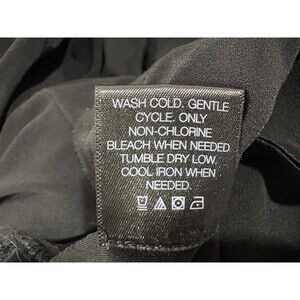 WASH COLD. GENTLE
CYCLE. ONLY
NON-CHLORINE
BLEACH WHEN NEEDED
TUMBLE DRY LOW.
COOL IRON WHEN
NEEDED.